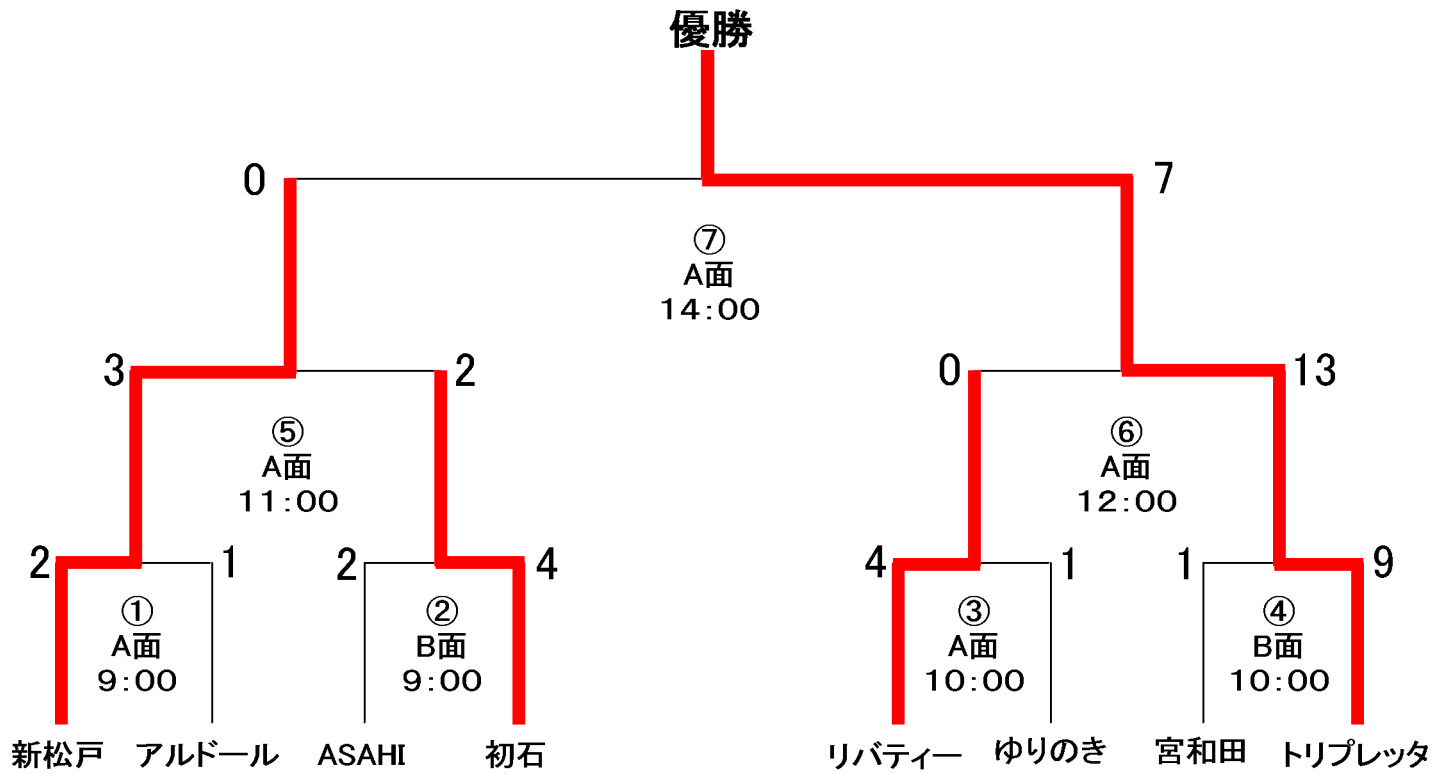 優勝
0
7
⑦
A面
14:00
3
2
0
13
⑤
A面
11:00
⑥
A面
12:00
2
1
2
4
4
1
1
9
①
A面
9:00
②
B面
9:00
③
A面
10:00
④
B面
10:00
新松戸
アルドール
ASAHI
初石
リバティー
ゆりのき
宮和田
トリプレッタ